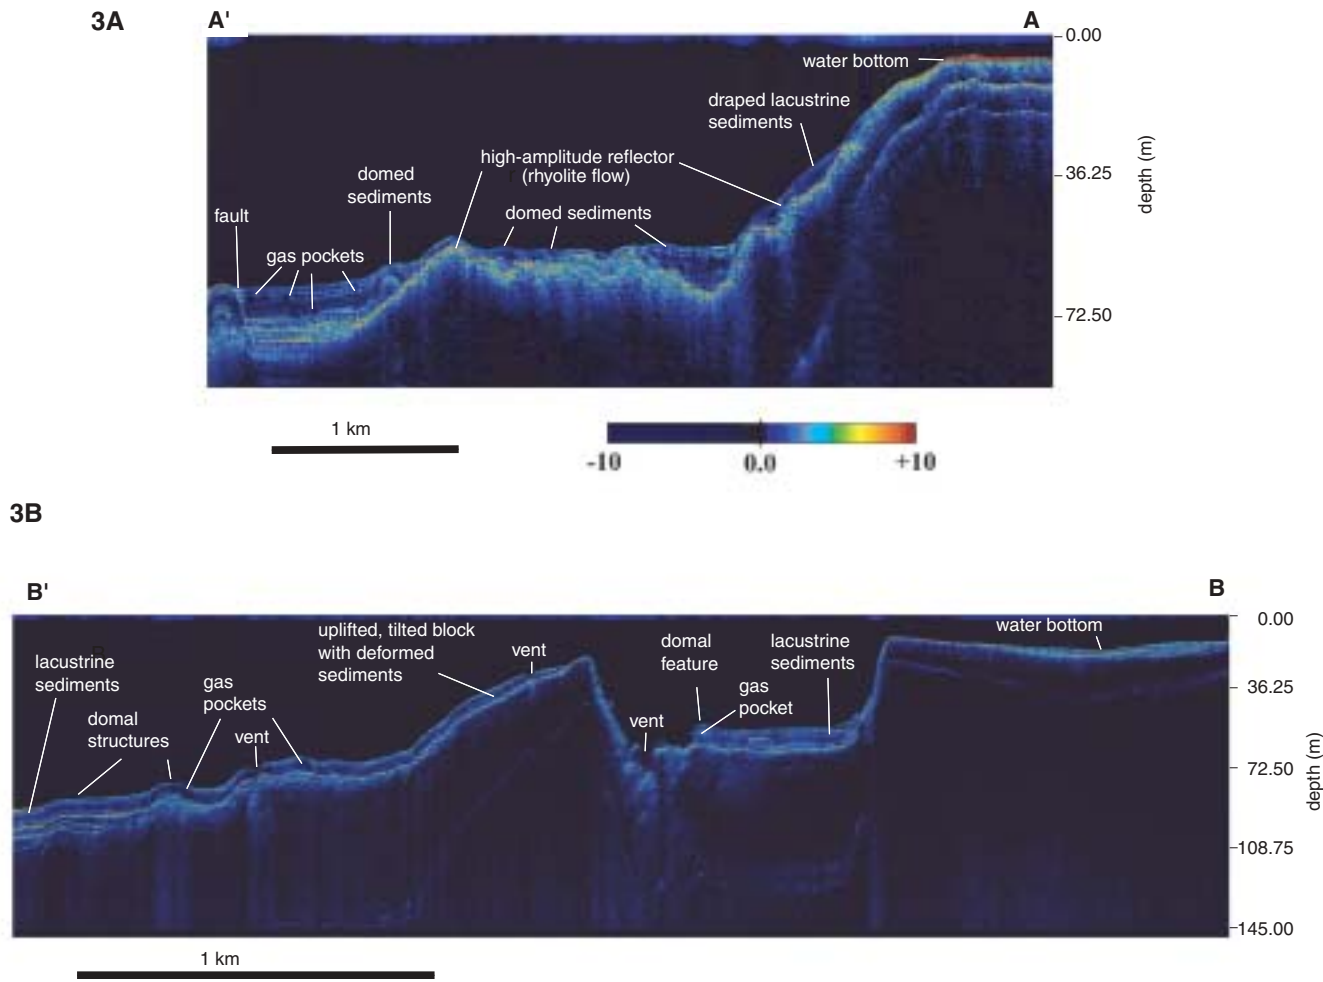 3A
A'
A
0.00
water bottom
draped lacustrine
sediments
high-amplitude reflector
(rhyolite flow)
36.25
depth (m)
domed
sediments
fault
domed sediments
gas pockets
72.50
1 km
-10
0.0
+10
3B
B'
B
0.00
uplifted, tilted block
with deformed
sediments
vent
domal
feature
lacustrine
sediments
water bottom
lacustrine
sediments
gas
pockets
gas
pocket
36.25
domal
structures
vent
vent
72.50
depth (m)
108.75
145.00
1 km